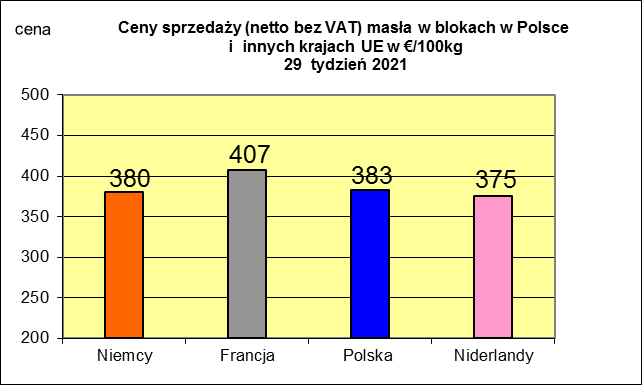 cena
Ceny sprzedaży (netto bez VAT) masła w blokach w Polsce
i innych krajach UE w €/100kg
29 tydzień 2021
500
450
400
350
300
250
200
380
407
383
375
Niemcy
Francja
Polska
Niderlandy